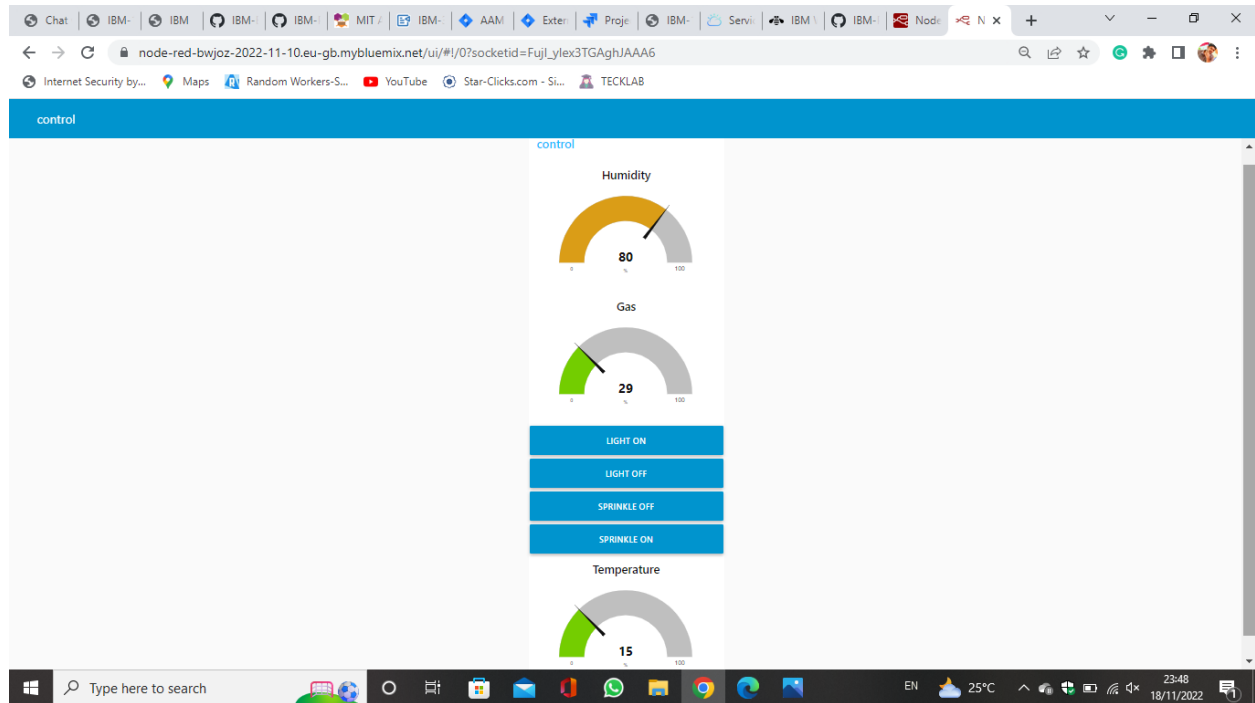 Chat IBM- IBM IBM-I IBM-I MIT IBM- AAM Exter Proje IBM- Servi IBM IBM-I Node N
node-red-bwjoz-2022-11-10.eu-gb.mybluemix.net/ui/#!/0?socketid=FujI_ylex3TGAghJAAA6
Internet Security by... Maps Random Workers-S... YouTube Star-Clicks.com - Si... TECKLAB
control
control
Humidity
80
0 % 100
Gas
29
0 % 100
LIGHT ON
LIGHT OFF
SPRINKLE OFF
SPRINKLE ON
Temperature
15
0 % 100
Type here to search EN 25°C 23:48
18/11/2022